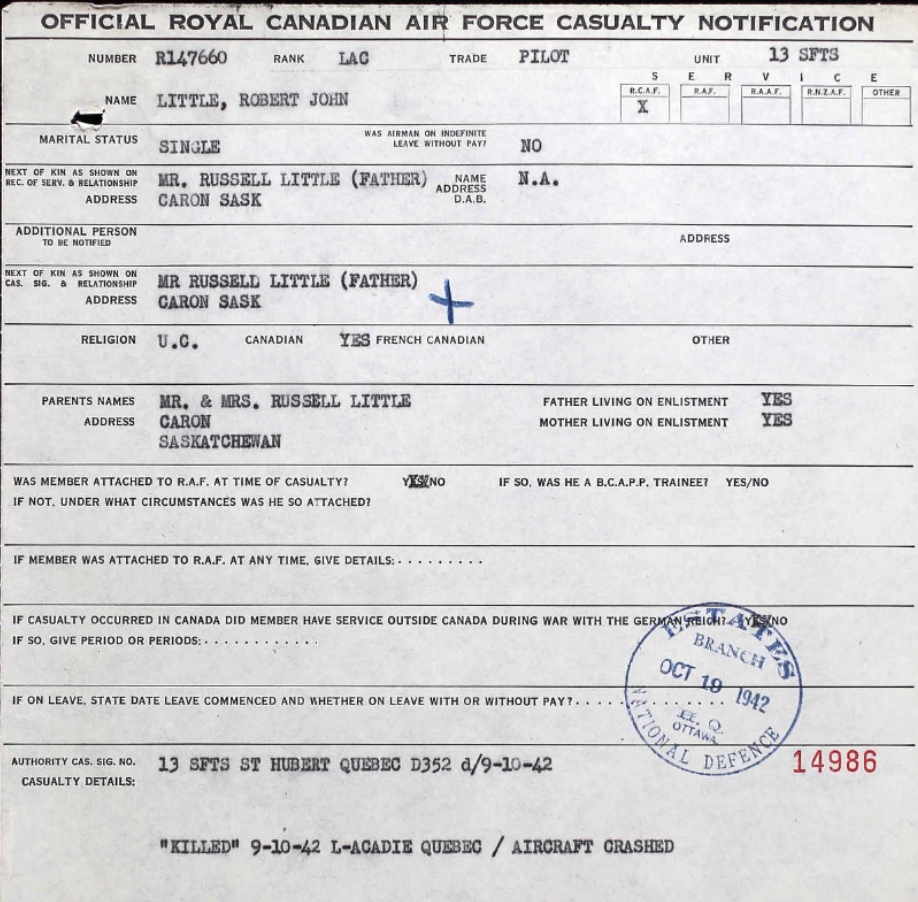 OFFICIAL ROYAL CANADIAN AIR FORCE CASUALTY NOTIFICATION
NUMBER R147660 RANK LAC TRADE PILOT UNIT 13 SFTS
S E R V I C E
R.C.A.F. R.A.F. R.A.A.F. R.N.Z.A.F. OTHER
X
NAME LITTLE, ROBERT JOHN
MARITAL STATUS SINGLE WAS AIRMAN ON INDEFINITE LEAVE WITHOUT PAY? NO
NEXT OF KIN AS SHOWN ON REC. OF SERV. & RELATIONSHIP MR. RUSSELL LITTLE (FATHER) NAME ADDRESS D.A.B. N.A.
ADDRESS CARON SASK
ADDITIONAL PERSON TO BE NOTIFIED ADDRESS
NEXT OF KIN AS SHOWN ON CAS. SIG. & RELATIONSHIP MR RUSSELL LITTLE (FATHER)
ADDRESS CARON SASK
RELIGION U.C. CANADIAN YES FRENCH CANADIAN OTHER
PARENTS NAMES MR. & MRS. RUSSELL LITTLE FATHER LIVING ON ENLISTMENT YES
ADDRESS CARON MOTHER LIVING ON ENLISTMENT YES
SASKATCHEWAN
WAS MEMBER ATTACHED TO R.A.F. AT TIME OF CASUALTY? YES/NO IF SO, WAS HE A B.C.A.P.P. TRAINEE? YES/NO
IF NOT, UNDER WHAT CIRCUMSTANCES WAS HE SO ATTACHED?
IF MEMBER WAS ATTACHED TO R.A.F. AT ANY TIME, GIVE DETAILS: . . . . . . . . .
IF CASUALTY OCCURRED IN CANADA DID MEMBER HAVE SERVICE OUTSIDE CANADA DURING WAR WITH THE GERMAN REICH? YES/NO
IF SO, GIVE PERIOD OR PERIODS: . . . . . . . . . . . .
ESTATES
BRANCH
OCT 19 1942
H. Q.
OTTAWA
NATIONAL DEFENCE
IF ON LEAVE, STATE DATE LEAVE COMMENCED AND WHETHER ON LEAVE WITH OR WITHOUT PAY? . . . . . . . . . . . . . . .
AUTHORITY CAS. SIG. NO. 13 SFTS ST HUBERT QUEBEC D352 d/9-10-42 14986
CASUALTY DETAILS:
"KILLED" 9-10-42 L-ACADIE QUEBEC / AIRCRAFT CRASHED